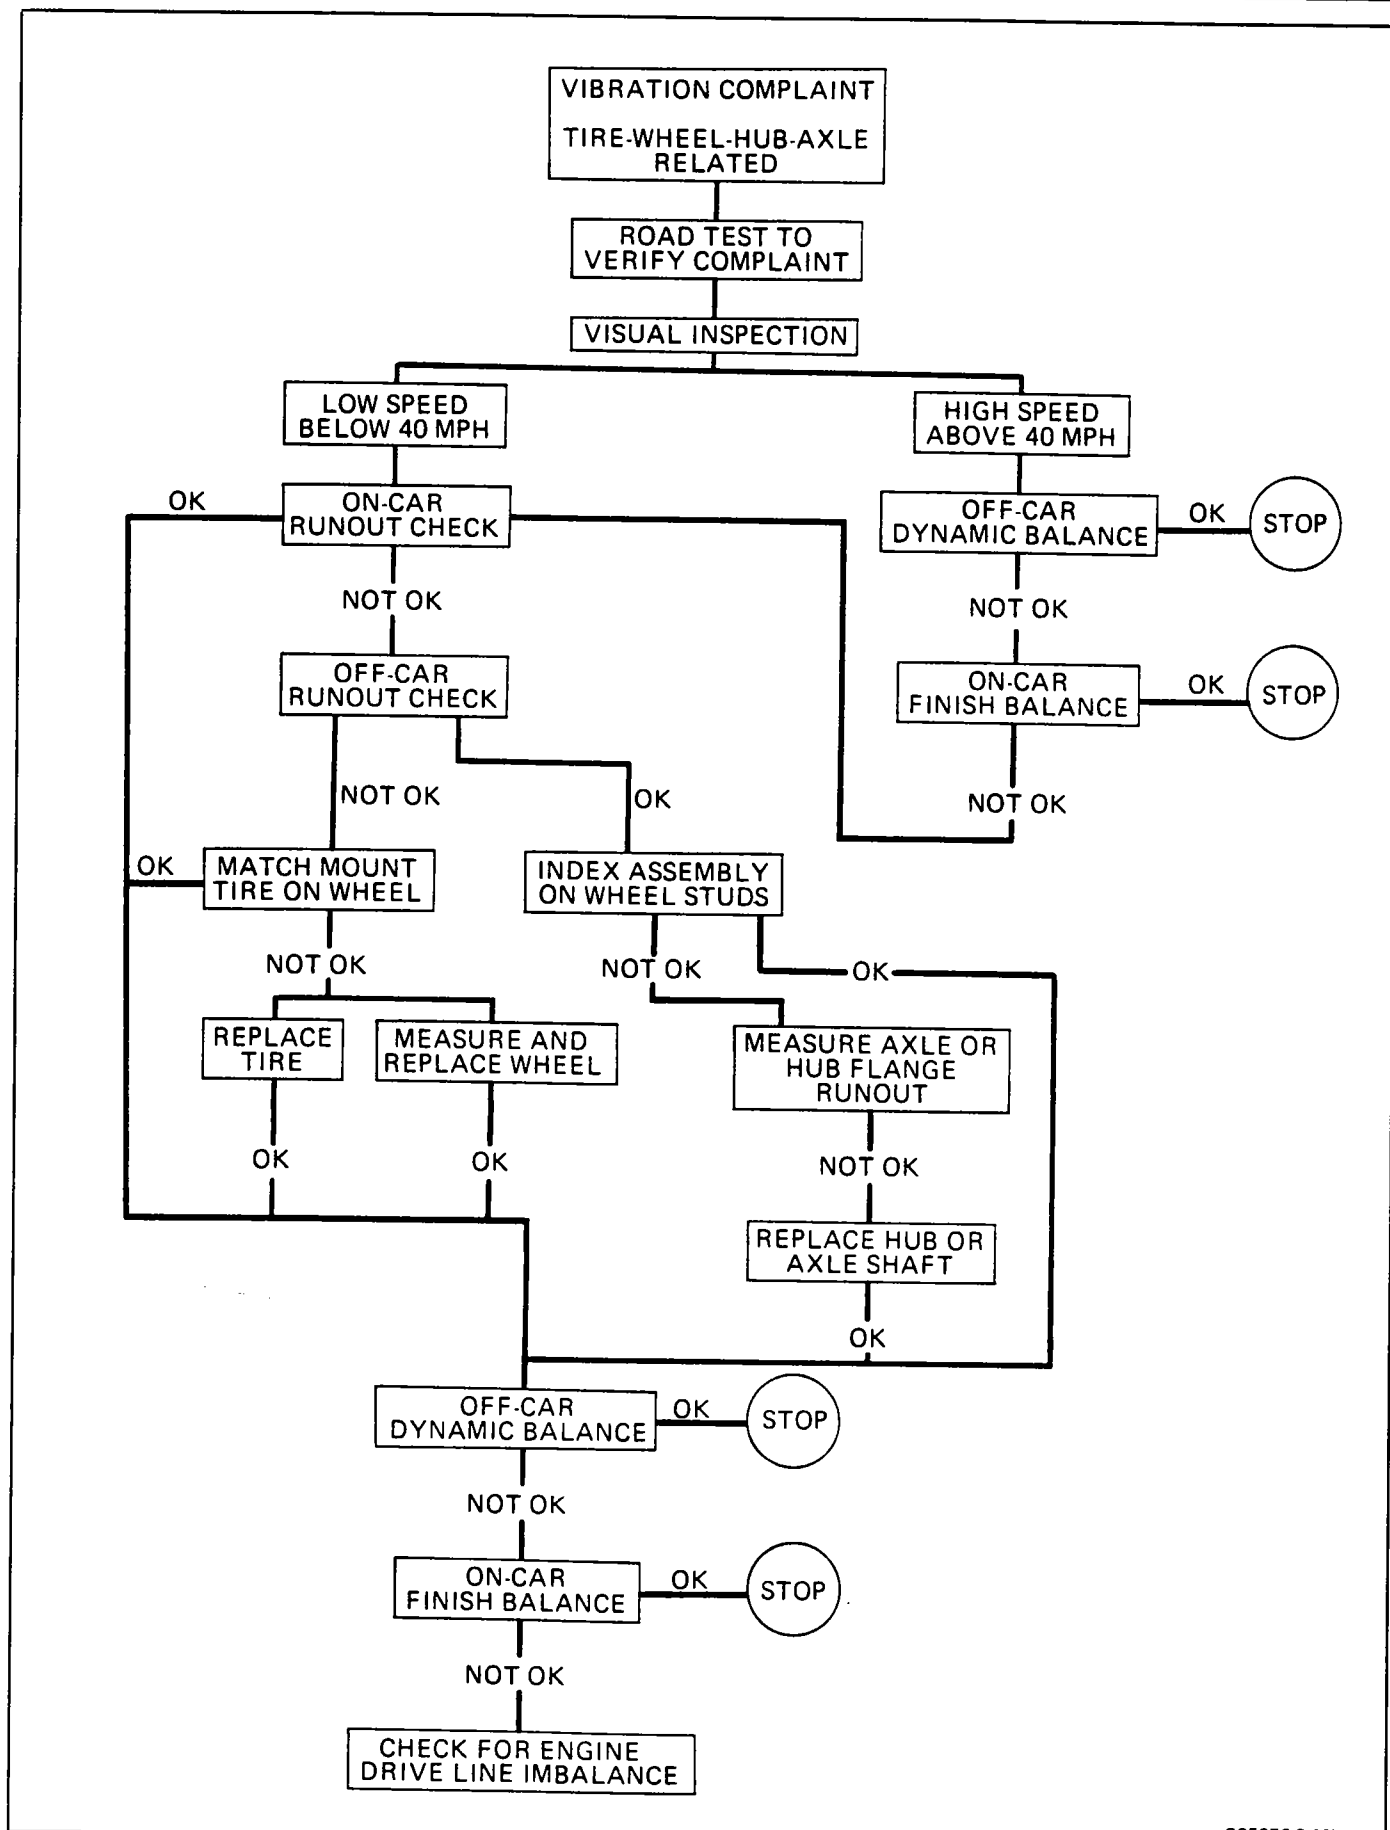 VIBRATION COMPLAINT
TIRE-WHEEL-HUB-AXLE
RELATED
ROAD TEST TO
VERIFY COMPLAINT
VISUAL INSPECTION
LOW SPEED
BELOW 40 MPH
HIGH SPEED
ABOVE 40 MPH
OK
ON-CAR
RUNOUT CHECK
OFF-CAR
DYNAMIC BALANCE
OK
STOP
NOT OK
NOT OK
OFF-CAR
RUNOUT CHECK
ON-CAR
FINISH BALANCE
OK
STOP
NOT OK
OK
NOT OK
OK
MATCH MOUNT
TIRE ON WHEEL
INDEX ASSEMBLY
ON WHEEL STUDS
NOT OK
NOT OK
OK
REPLACE
TIRE
MEASURE AND
REPLACE WHEEL
MEASURE AXLE OR
HUB FLANGE
RUNOUT
OK
OK
NOT OK
REPLACE HUB OR
AXLE SHAFT
OK
OFF-CAR
DYNAMIC BALANCE
OK
STOP
NOT OK
ON-CAR
FINISH BALANCE
OK
STOP
NOT OK
CHECK FOR ENGINE
DRIVE LINE IMBALANCE